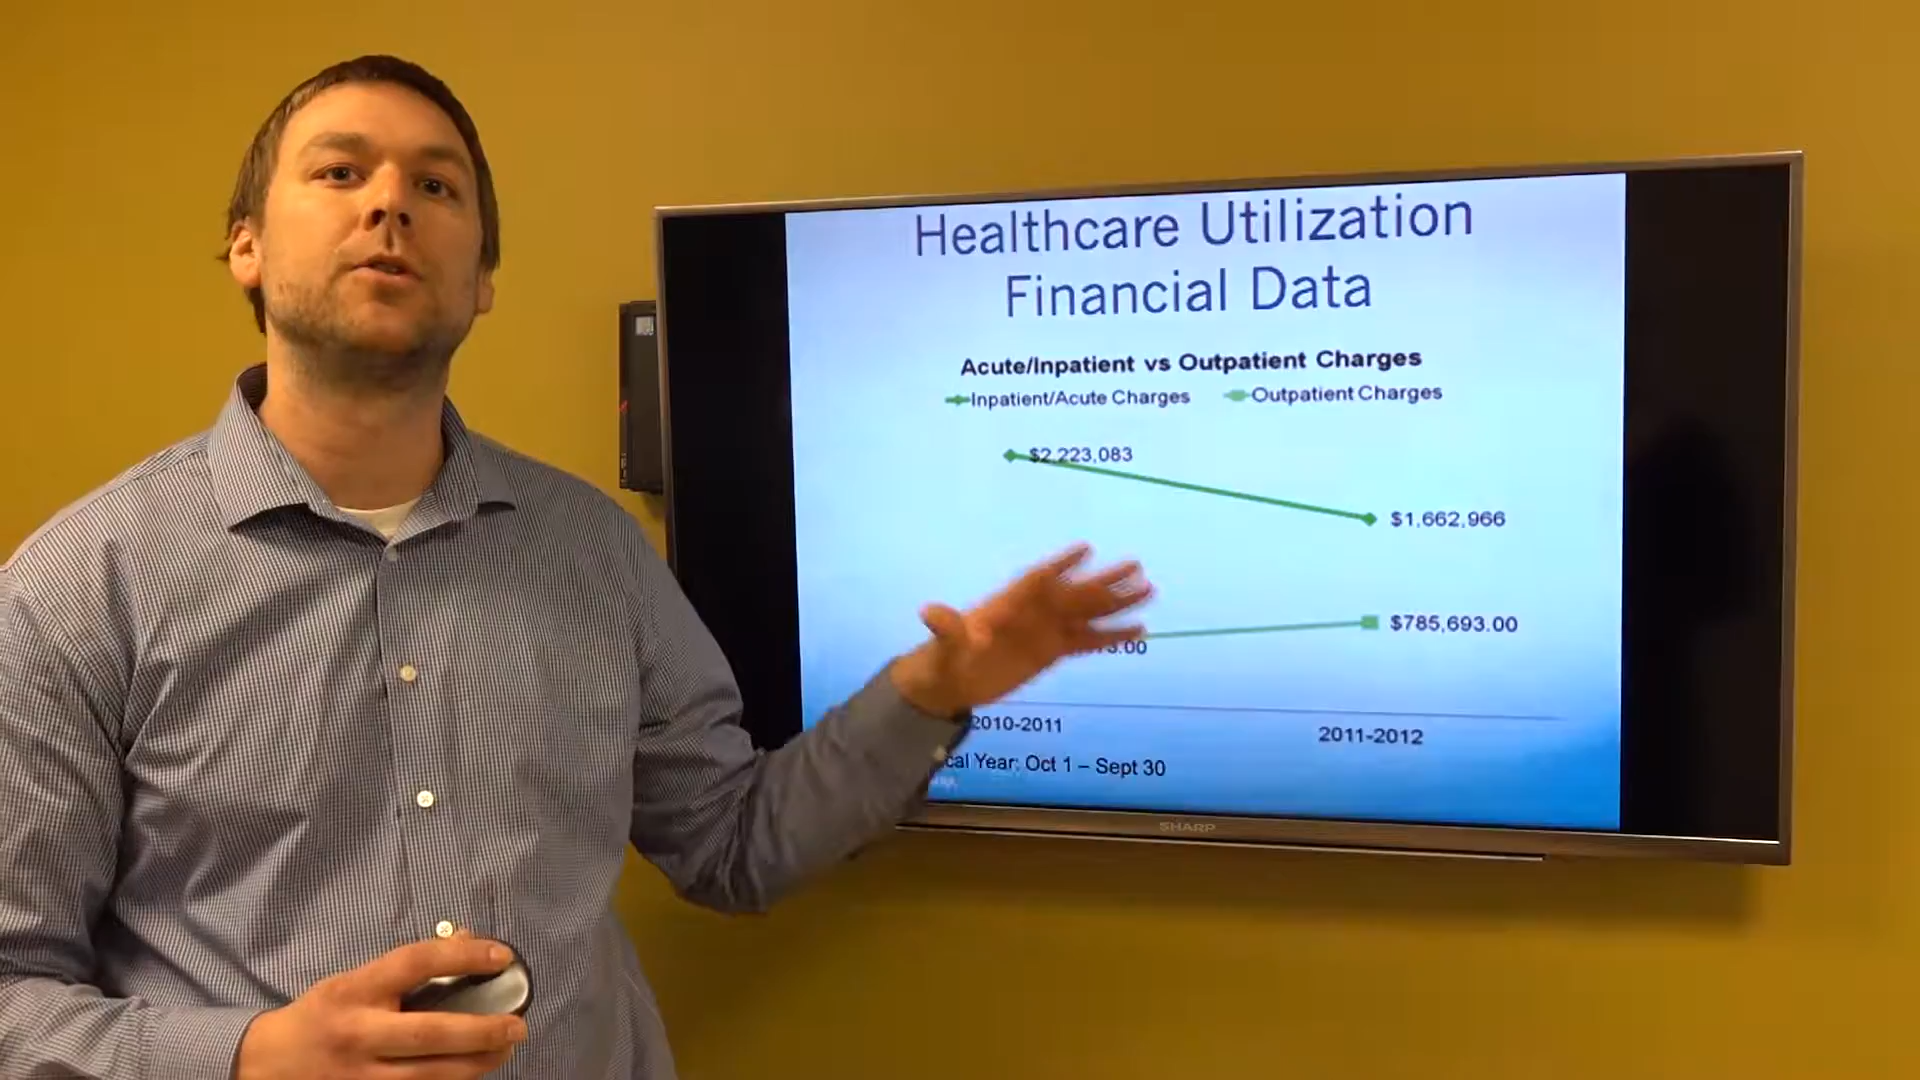 Healthcare Utilization
Financial Data
Acute/Inpatient vs Outpatient Charges
Inpatient/Acute Charges Outpatient Charges
$2,223,083
$1,662,966
$785,693.00
2010-2011 2011-2012
Year: Oct 1 – Sept 30
SHARP